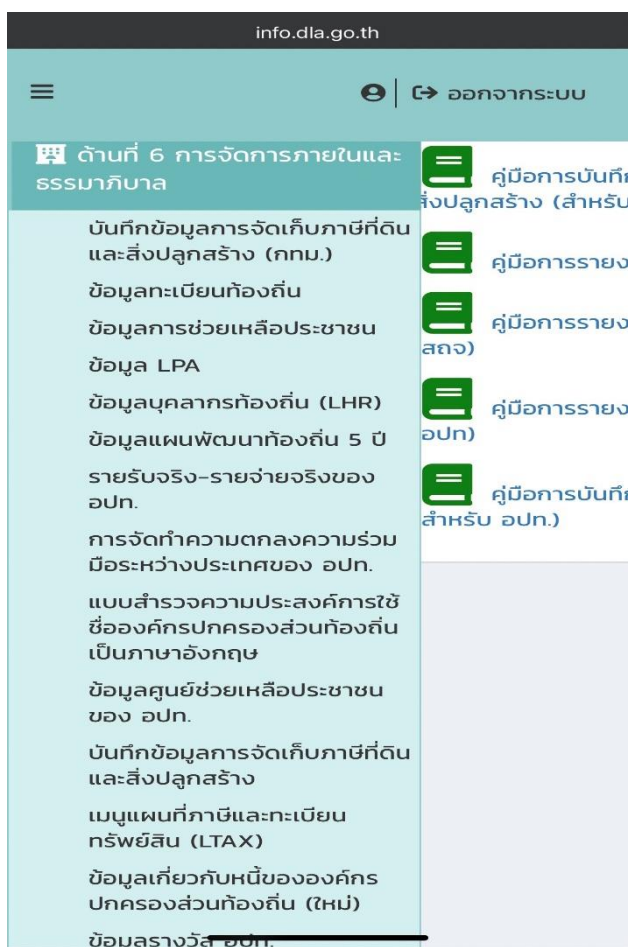 info.dla.go.th
ออกจากระบบ
ด้านที่ 6 การจัดการภายในและ
ธรรมาภิบาล
บันทึกข้อมูลการจัดเก็บภาษีที่ดิน
และสิ่งปลูกสร้าง (กทม.)
ข้อมูลทะเบียนท้องถิ่น
ข้อมูลการช่วยเหลือประชาชน
ข้อมูล LPA
ข้อมูลบุคลากรท้องถิ่น (LHR)
ข้อมูลแผนพัฒนาท้องถิ่น 5 ปี
รายรับจริง-รายจ่ายจริงของ
อปท.
การจัดทำความตกลงความร่วม
มือระหว่างประเทศของ อปท.
แบบสำรวจความประสงค์การใช้
ชื่อองค์กรปกครองส่วนท้องถิ่น
เป็นภาษาอังกฤษ
ข้อมูลศูนย์ช่วยเหลือประชาชน
ของ อปท.
บันทึกข้อมูลการจัดเก็บภาษีที่ดิน
และสิ่งปลูกสร้าง
เมนูแผนที่ภาษีและทะเบียน
ทรัพย์สิน (LTAX)
ข้อมูลเกี่ยวกับหนี้ขององค์กร
ปกครองส่วนท้องถิ่น (ใหม่)
ข้อมูลรางวัล อปท.
คู่มือการบันทึก
สิ่งปลูกสร้าง (สำหรับ
คู่มือการรายง
คู่มือการรายง
สถจ)
คู่มือการรายง
อปท)
คู่มือการบันทึก
สำหรับ อปท.)